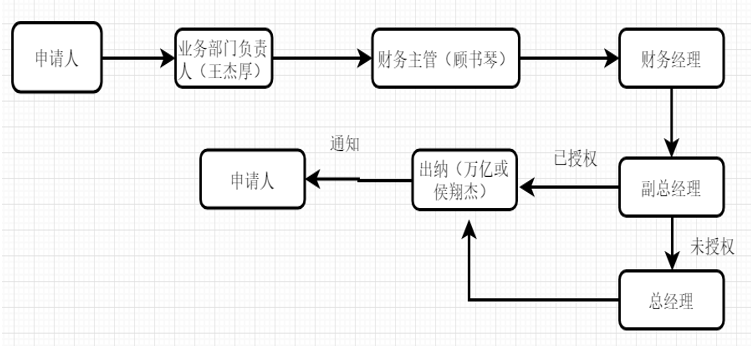 申请人
业务部门负责
人（王杰厚）
财务主管（顾书琴）
财务经理
通知
已授权
申请人
出纳（万亿或
侯翔杰）
副总经理
未授权
总经理